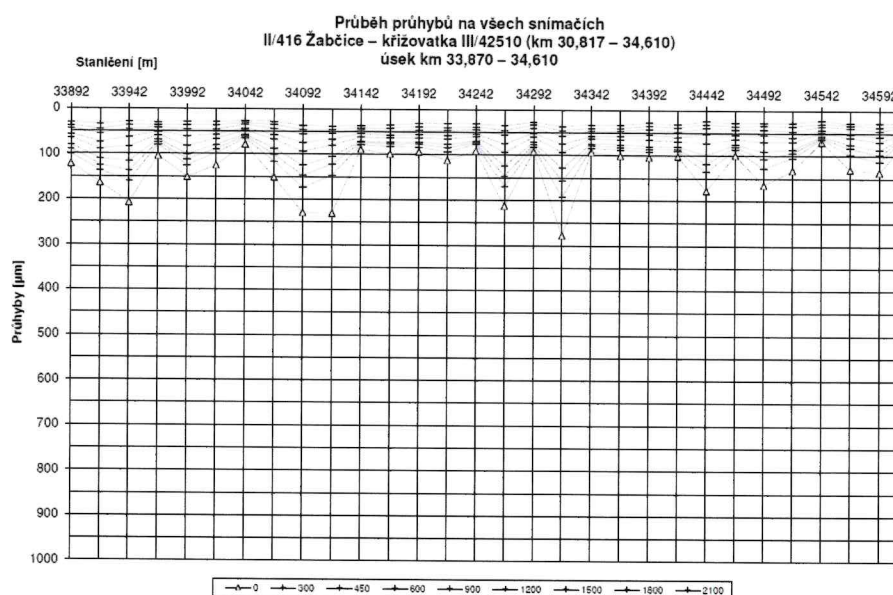 Průběh průhybů na všech snímačích
II/416 Žabčice – křižovatka III/42510 (km 30,817 – 34,610)
úsek km 33,870 – 34,610
Staničení [m]
33892 33942 33992 34042 34092 34142 34192 34242 34292 34342 34392 34442 34492 34542 34592
0
100
200
300
400
500
600
700
800
900
1000
Průhyby [µm]
0 300 450 600 900 1200 1500 1800 2100